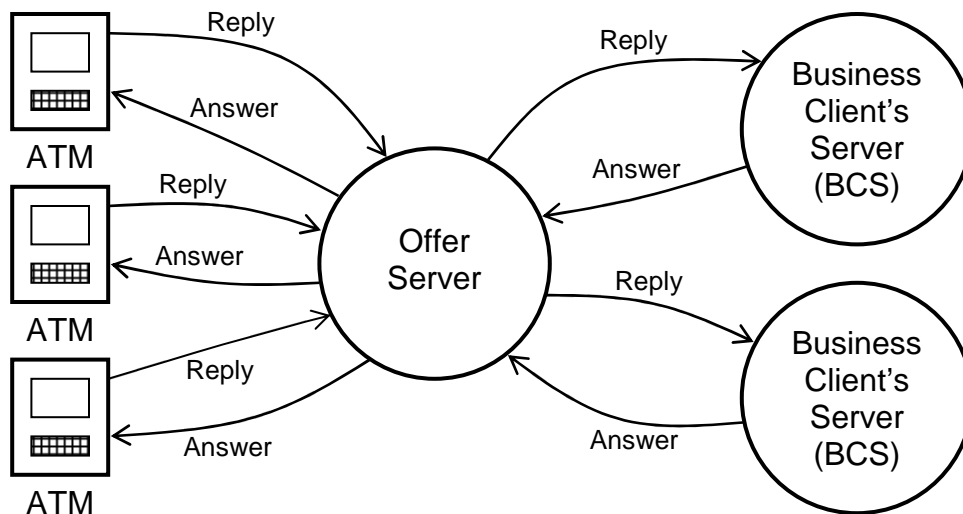 Reply
Answer
ATM
Reply
Answer
ATM
Reply
Answer
ATM
Offer
Server
Reply
Answer
Business
Client's
Server
(BCS)
Reply
Answer
Business
Client's
Server
(BCS)